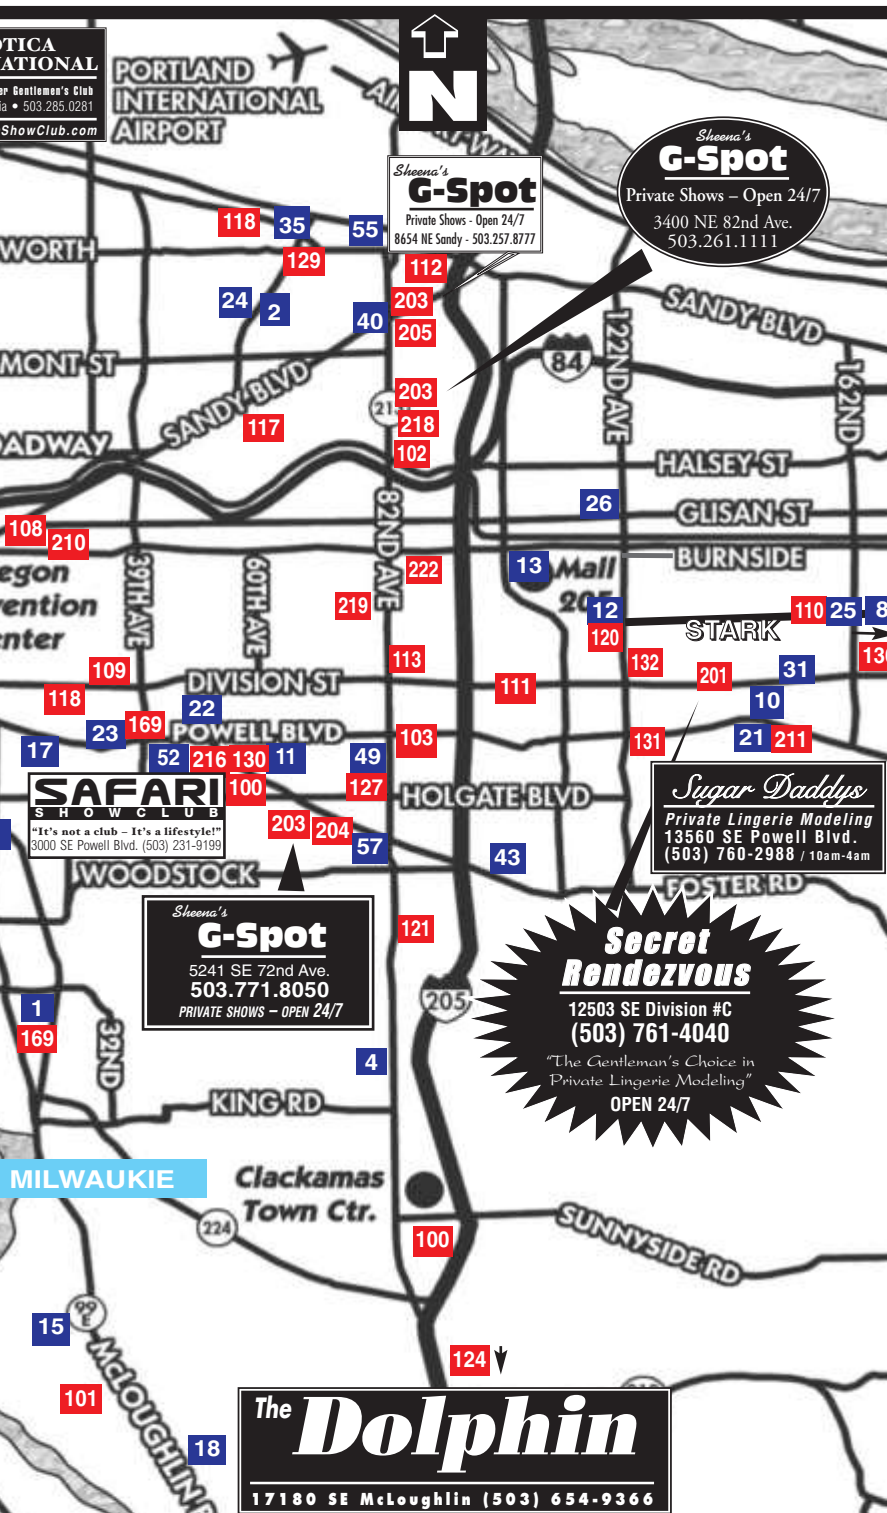 OTICA
NATIONAL
er Gentlemen's Club
ia • 503.285.0281
ShowClub.com
PORTLAND
INTERNATIONAL
AIRPORT
N
Sheena's
G-Spot
Private Shows - Open 24/7
8654 NE Sandy - 503.257.8777
Sheena's
G-Spot
Private Shows – Open 24/7
3400 NE 82nd Ave.
503.261.1111
118
35
55
WORTH
129
112
24
2
203
40
205
SANDY BLVD
122ND AVE
84
MONT ST
SANDY BLVD
162ND
203
213
218
117
102
OADWAY
HALSEY ST
82ND AVE
26
GLISAN ST
108
210
BURNSIDE
egon
vention
enter
39TH AVE
60TH AVE
222
13
Mall
205
219
12
110
25
8
120
STARK
113
132
130
109
DIVISION ST
111
201
31
118
10
22
169
23
POWELL BLVD
103
131
21
211
17
52
216
130
11
49
100
127
HOLGATE BLVD
SAFARI
SHOWCLUB
“It's not a club – It's a lifestyle!”
3000 SE Powell Blvd. (503) 231-9199
203
204
57
43
Sugar Daddys
Private Lingerie Modeling
13560 SE Powell Blvd.
(503) 760-2988 / 10am-4am
WOODSTOCK
FOSTER RD
Sheena's
G-Spot
5241 SE 72nd Ave.
503.771.8050
PRIVATE SHOWS – OPEN 24/7
121
205
Secret
Rendezvous
12503 SE Division #C
(503) 761-4040
“The Gentleman's Choice in
Private Lingerie Modeling”
OPEN 24/7
1
169
32ND
4
KING RD
MILWAUKIE
Clackamas
Town Ctr.
224
100
SUNNYSIDE RD
99
E
15
McLOUGHLIN B
124
101
18
The
Dolphin
17180 SE McLoughlin (503) 654-9366